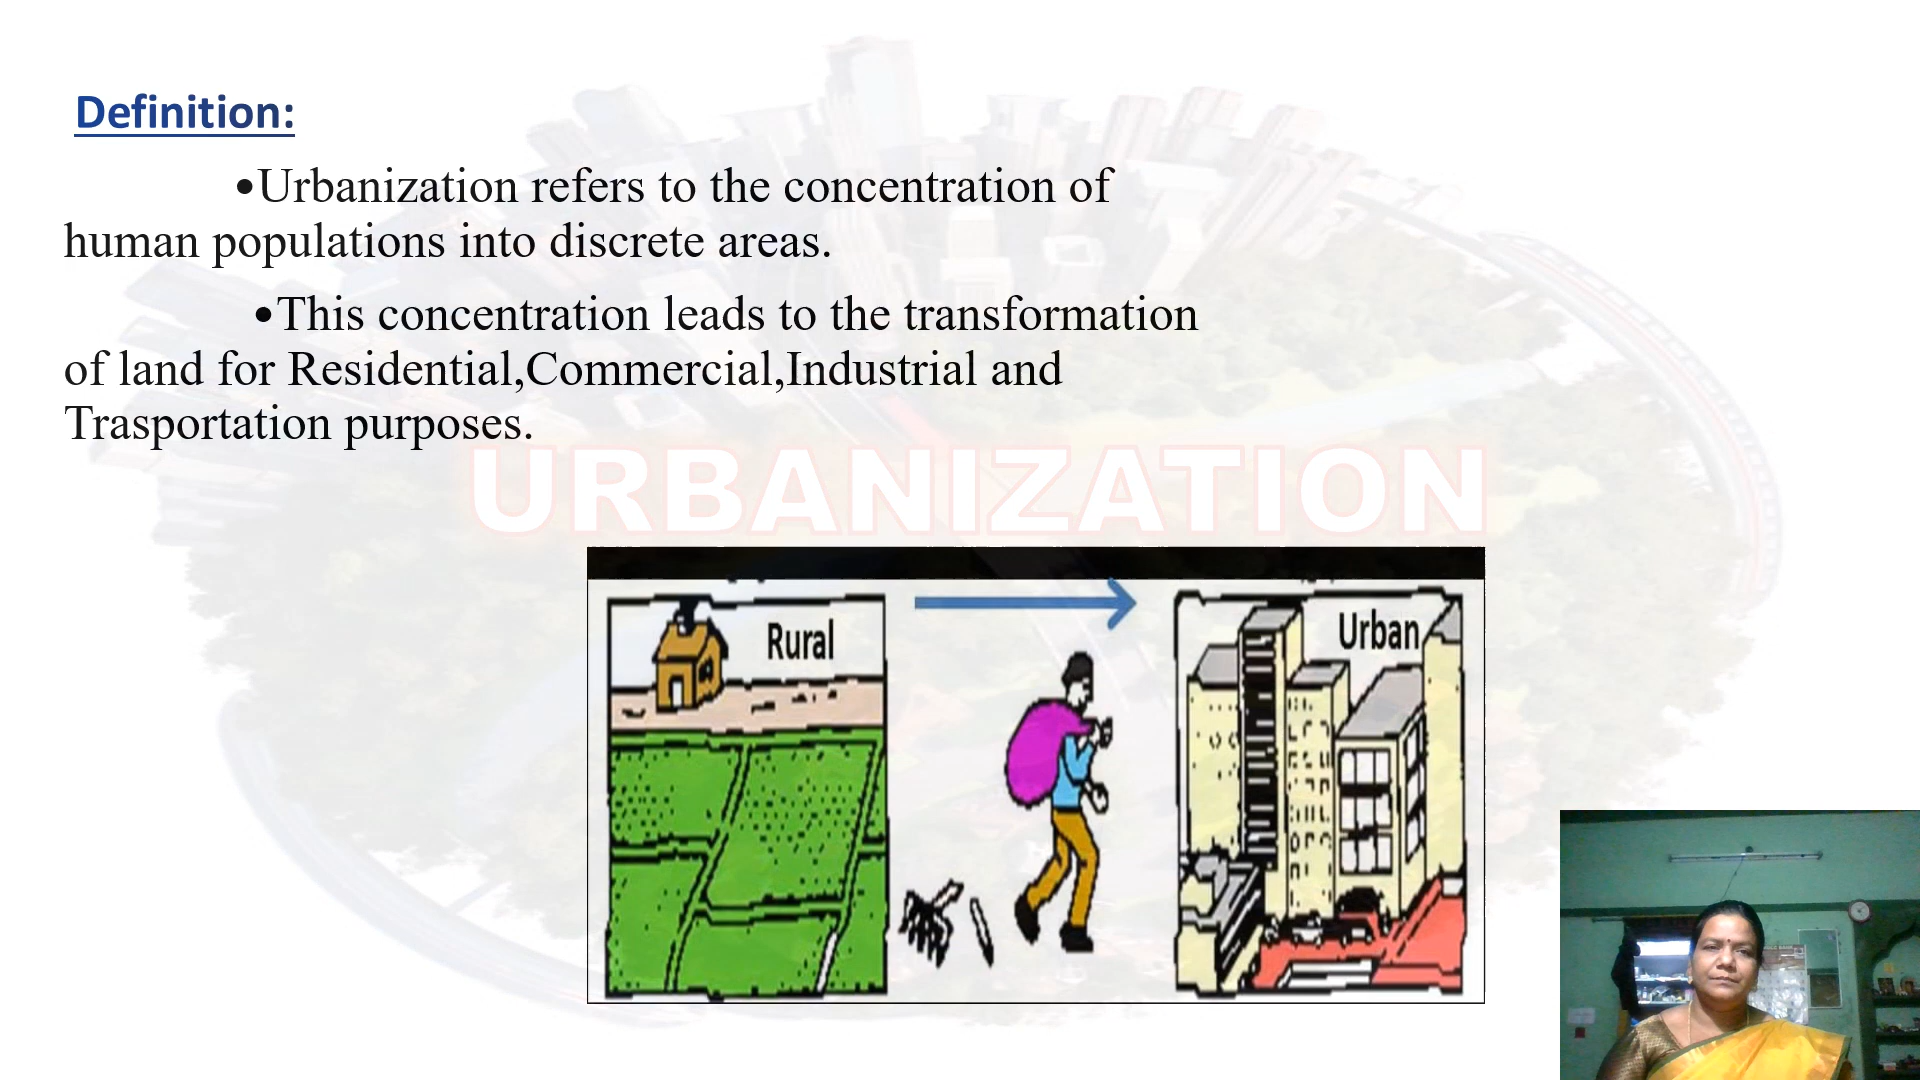 Definition:
•Urbanization refers to the concentration of
human populations into discrete areas.
•This concentration leads to the transformation
of land for Residential,Commercial,Industrial and
Trasportation purposes.
URBANIZATION
Rural
Urban